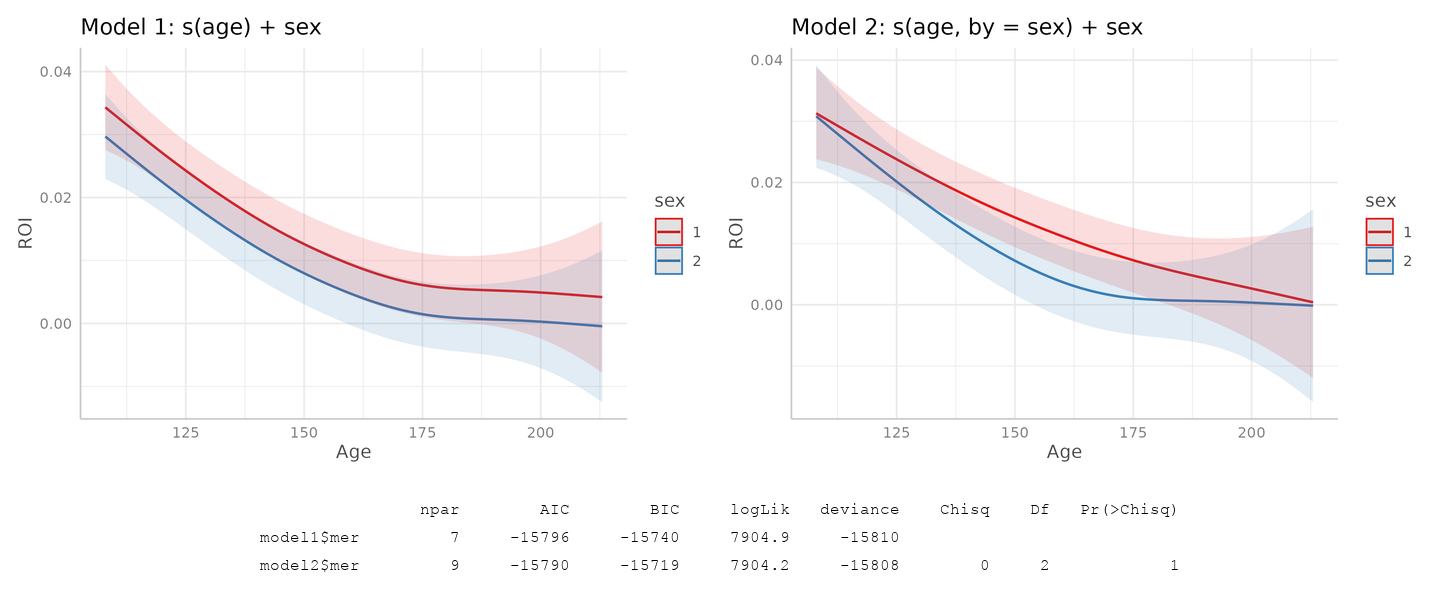 Model 1: s(age) + sex
0.04
0.02
0.00
ROI
125 150 175 200
Age
sex
1
2
Model 2: s(age, by = sex) + sex
0.04
0.02
0.00
ROI
125 150 175 200
Age
sex
1
2
npar AIC BIC logLik deviance Chisq Df Pr(>Chisq)
model1$mer 7 -15796 -15740 7904.9 -15810
model2$mer 9 -15790 -15719 7904.2 -15808 0 2 1